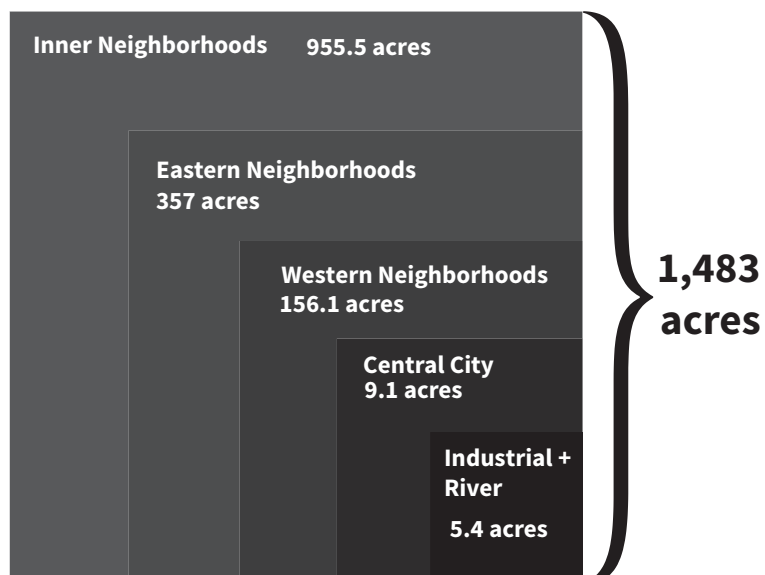 Inner Neighborhoods 955.5 acres
Eastern Neighborhoods
357 acres
Western Neighborhoods
156.1 acres
Central City
9.1 acres
Industrial +
River
5.4 acres
1,483
acres